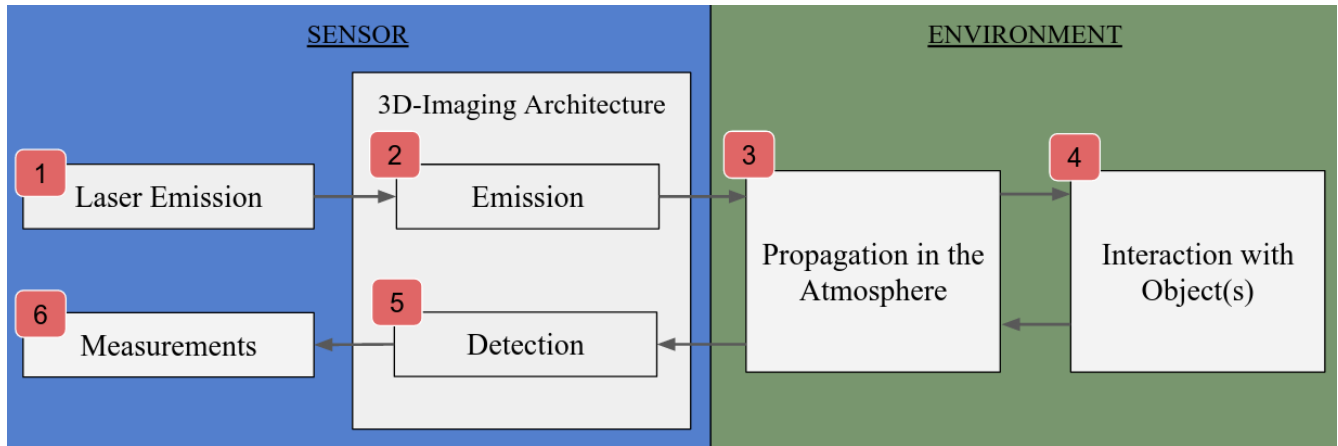 SENSOR
ENVIRONMENT
3D-Imaging Architecture
1
Laser Emission
2
Emission
3
Propagation in the
Atmosphere
4
Interaction with
Object(s)
5
Detection
6
Measurements